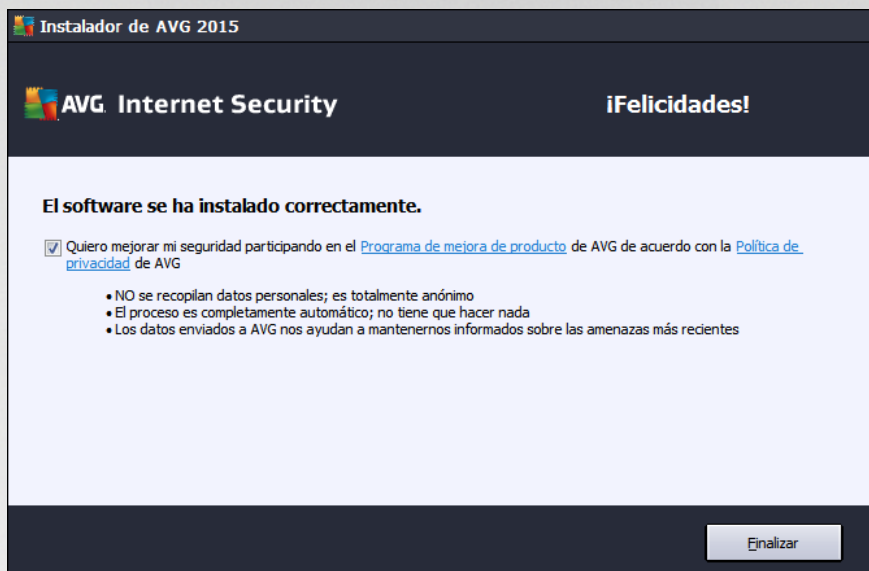 Instalador de AVG 2015
AVG. Internet Security
¡Felicidades!
El software se ha instalado correctamente.
Quiero mejorar mi seguridad participando en el Programa de mejora de producto de AVG de acuerdo con la Política de
privacidad de AVG
• NO se recopilan datos personales; es totalmente anónimo
• El proceso es completamente automático; no tiene que hacer nada
• Los datos enviados a AVG nos ayudan a mantenernos informados sobre las amenazas más recientes
Finalizar